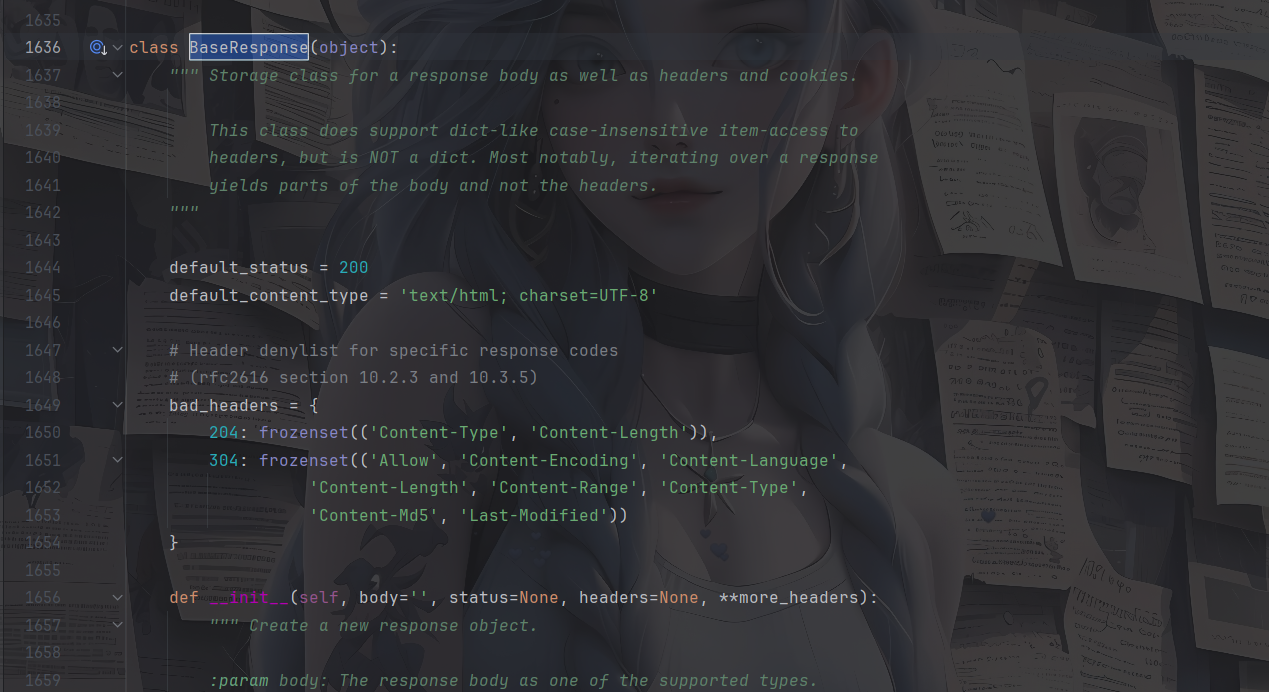 1635
1636 class BaseResponse(object):
1637 """ Storage class for a response body as well as headers and cookies.
1638
1639 This class does support dict-like case-insensitive item-access to
1640 headers, but is NOT a dict. Most notably, iterating over a response
1641 yields parts of the body and not the headers.
1642 """
1643
1644 default_status = 200
1645 default_content_type = 'text/html; charset=UTF-8'
1646
1647 # Header denylist for specific response codes
1648 # (rfc2616 section 10.2.3 and 10.3.5)
1649 bad_headers = {
1650 204: frozenset(('Content-Type', 'Content-Length')),
1651 304: frozenset(('Allow', 'Content-Encoding', 'Content-Language',
1652 'Content-Length', 'Content-Range', 'Content-Type',
1653 'Content-Md5', 'Last-Modified'))
1654 }
1655
1656 def __init__(self, body='', status=None, headers=None, **more_headers):
1657 """ Create a new response object.
1658
1659 :param body: The response body as one of the supported types.